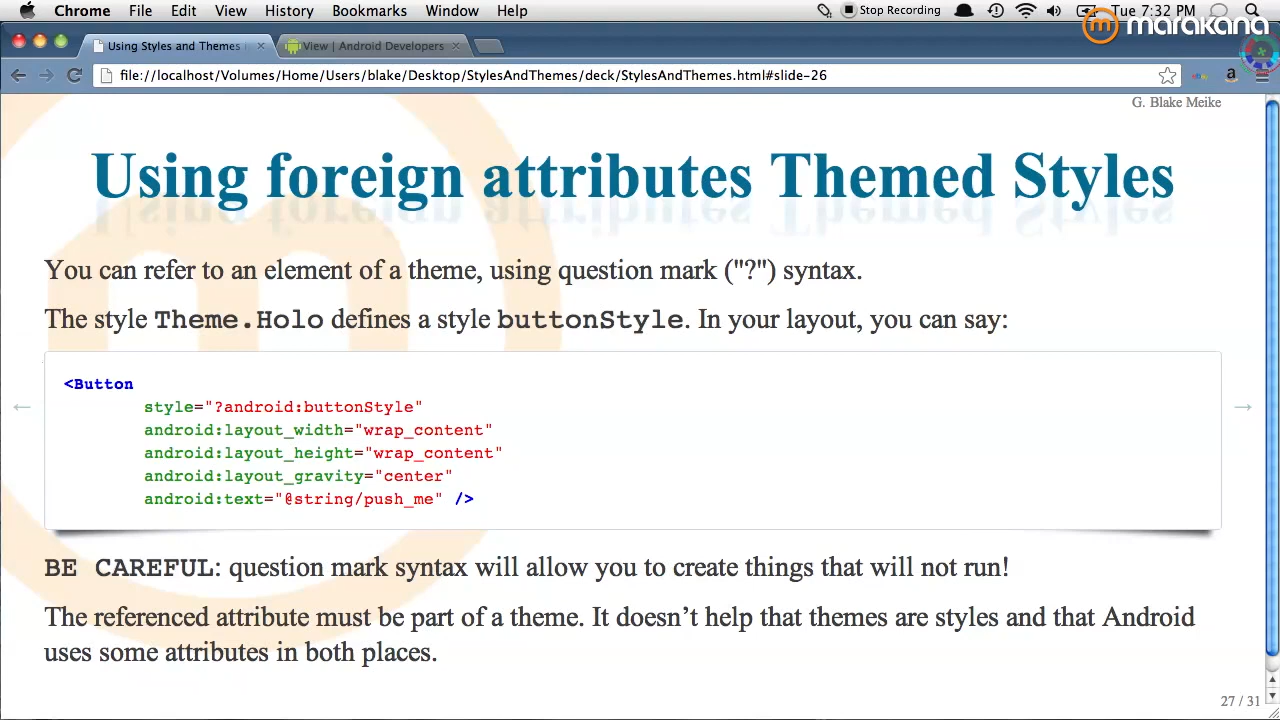 Chrome File Edit View History Bookmarks Window Help Stop Recording Tue 7:32 PM
marakana
Using Styles and Themes × View | Android Developers ×
file://localhost/Volumes/Home/Users/blake/Desktop/StylesAndThemes/deck/StylesAndThemes.html#slide-26
G. Blake Meike
Using foreign attributes Themed Styles
You can refer to an element of a theme, using question mark ("?") syntax.
The style Theme.Holo defines a style buttonStyle. In your layout, you can say:
<Button
style="?android:buttonStyle"
android:layout_width="wrap_content"
android:layout_height="wrap_content"
android:layout_gravity="center"
android:text="@string/push_me" />
BE CAREFUL: question mark syntax will allow you to create things that will not run!
The referenced attribute must be part of a theme. It doesn’t help that themes are styles and that Android
uses some attributes in both places.
27 / 31